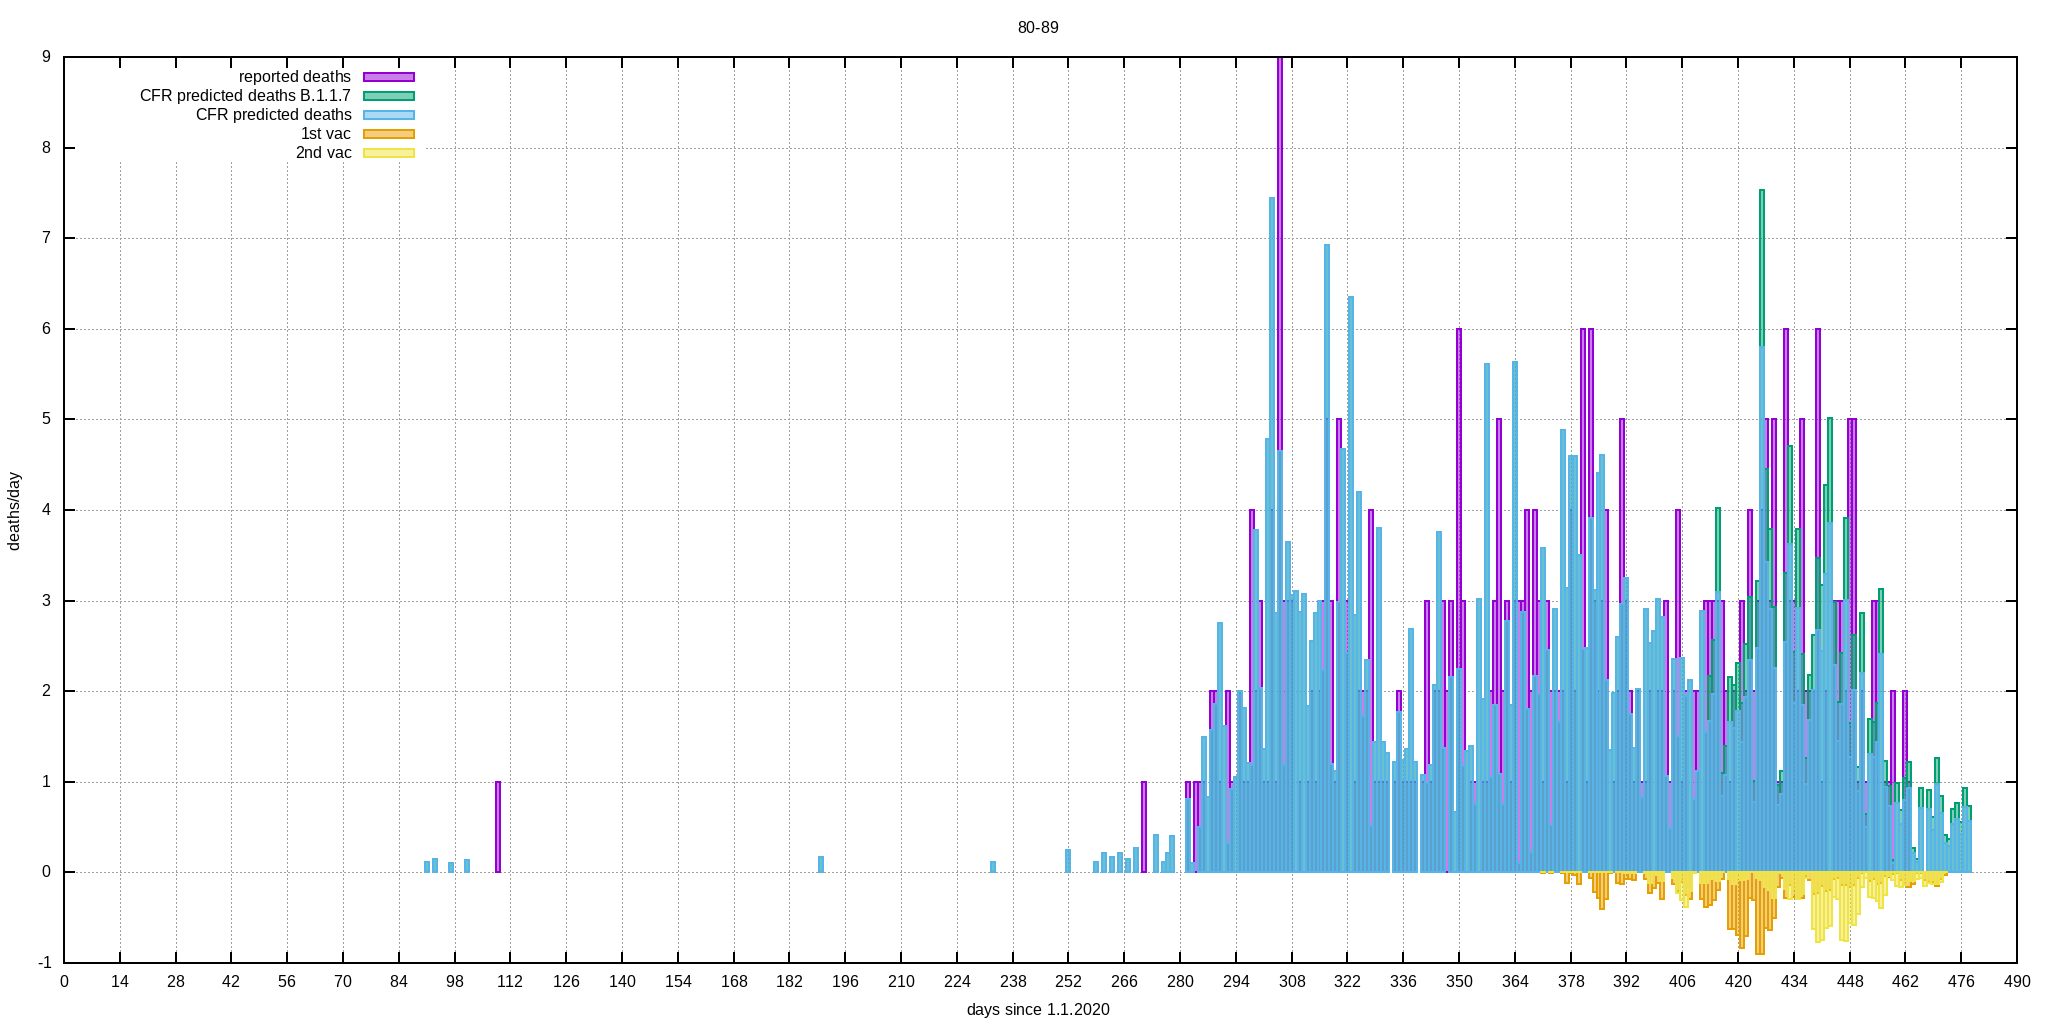 80-89
reported deaths
CFR predicted deaths B.1.1.7
CFR predicted deaths
1st vac
2nd vac
9
8
7
6
5
4
3
2
1
0
-1
deaths/day
0 14 28 42 56 70 84 98 112 126 140 154 168 182 196 210 224 238 252 266 280 294 308 322 336 350 364 378 392 406 420 434 448 462 476 490
days since 1.1.2020